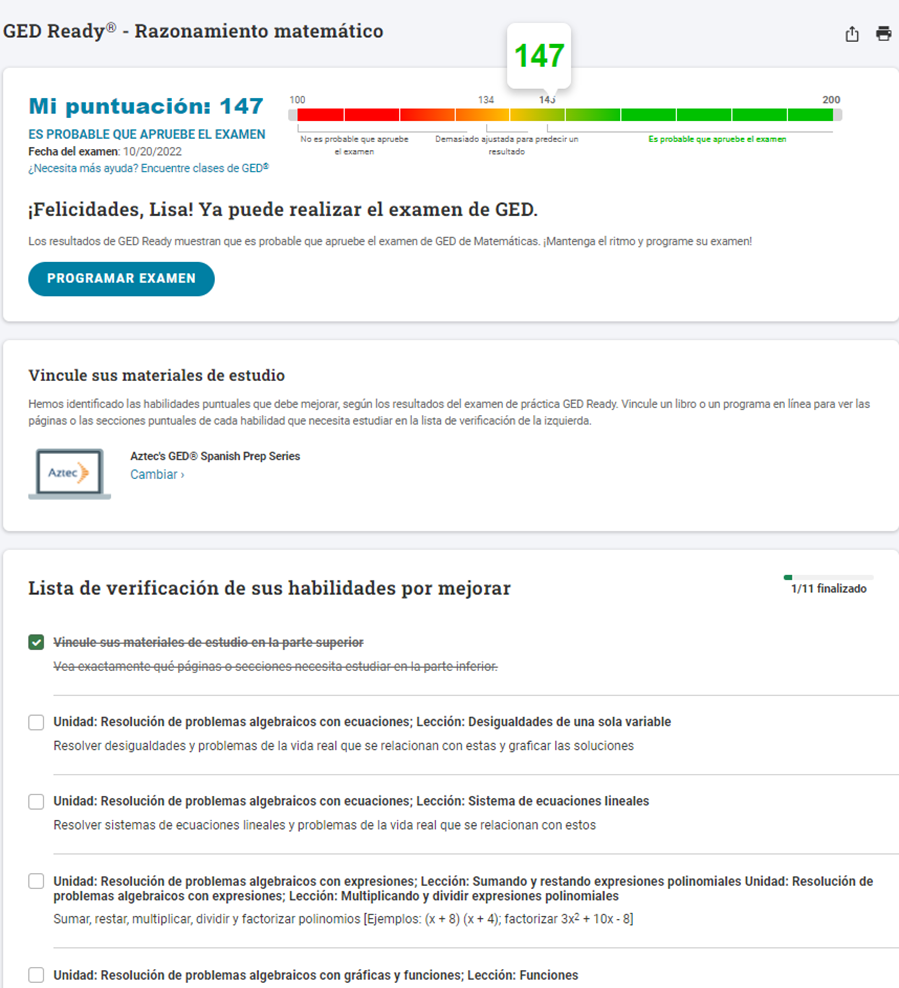 GED Ready® - Razonamiento matemático
147
Mi puntuación: 147
100 134 145 200
ES PROBABLE QUE APRUEBE EL EXAMEN
Fecha del examen: 10/20/2022
¿Necesita más ayuda? Encuentre clases de GED®
No es probable que apruebe
el examen
Demasiado ajustada para predecir un
resultado
Es probable que apruebe el examen
¡Felicidades, Lisa! Ya puede realizar el examen de GED.
Los resultados de GED Ready muestran que es probable que apruebe el examen de GED de Matemáticas. ¡Mantenga el ritmo y programe su examen!
PROGRAMAR EXAMEN
Vincule sus materiales de estudio
Hemos identificado las habilidades puntuales que debe mejorar, según los resultados del examen de práctica GED Ready. Vincule un libro o un programa en línea para ver las
páginas o las secciones puntuales de cada habilidad que necesita estudiar en la lista de verificación de la izquierda.
Aztec
Aztec's GED® Spanish Prep Series
Cambiar ›
Lista de verificación de sus habilidades por mejorar
1/11 finalizado
Vincule sus materiales de estudio en la parte superior
Vea exactamente qué páginas o secciones necesita estudiar en la parte inferior.
Unidad: Resolución de problemas algebraicos con ecuaciones; Lección: Desigualdades de una sola variable
Resolver desigualdades y problemas de la vida real que se relacionan con estas y graficar las soluciones
Unidad: Resolución de problemas algebraicos con ecuaciones; Lección: Sistema de ecuaciones lineales
Resolver sistemas de ecuaciones lineales y problemas de la vida real que se relacionan con estos
Unidad: Resolución de problemas algebraicos con expresiones; Lección: Sumando y restando expresiones polinomiales Unidad: Resolución de
problemas algebraicos con expresiones; Lección: Multiplicando y dividir expresiones polinomiales
Sumar, restar, multiplicar, dividir y factorizar polinomios [Ejemplos: (x + 8) (x + 4); factorizar 3x² + 10x - 8]
Unidad: Resolución de problemas algebraicos con gráficas y funciones; Lección: Funciones